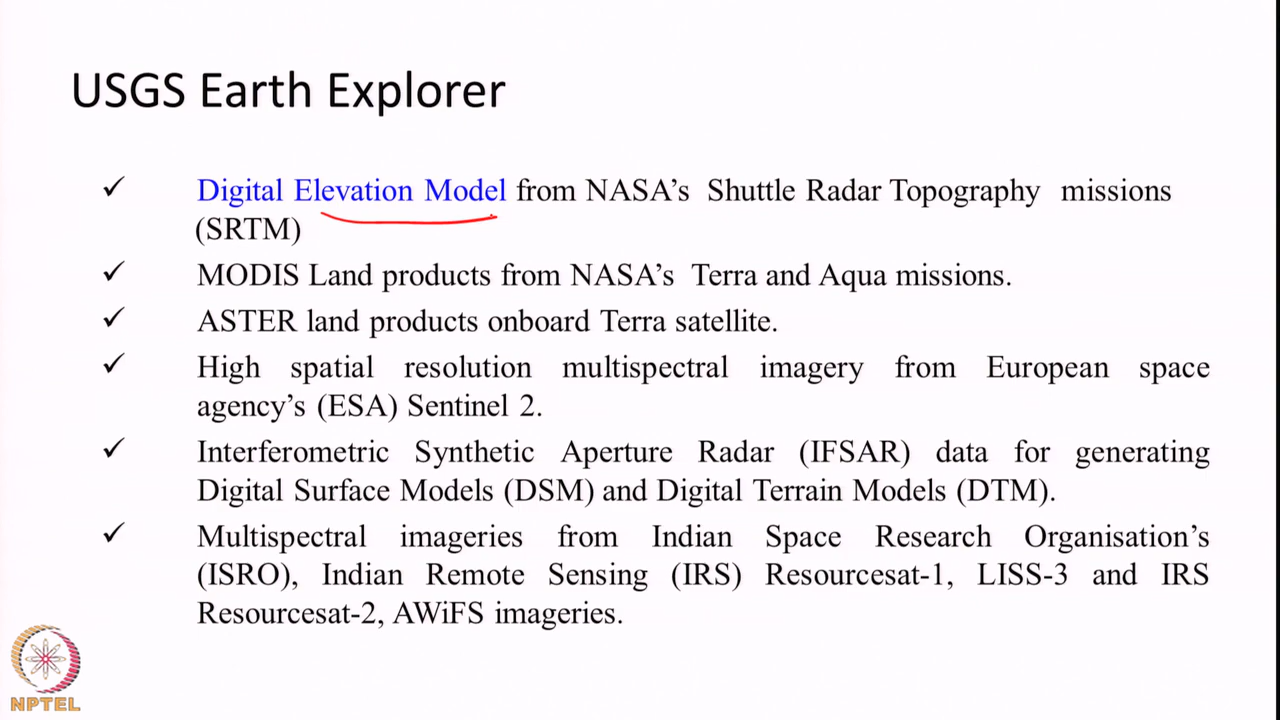 USGS Earth Explorer
✓ Digital Elevation Model from NASA’s Shuttle Radar Topography missions
(SRTM)
✓ MODIS Land products from NASA’s Terra and Aqua missions.
✓ ASTER land products onboard Terra satellite.
✓ High spatial resolution multispectral imagery from European space
agency’s (ESA) Sentinel 2.
✓ Interferometric Synthetic Aperture Radar (IFSAR) data for generating
Digital Surface Models (DSM) and Digital Terrain Models (DTM).
✓ Multispectral imageries from Indian Space Research Organisation’s
(ISRO), Indian Remote Sensing (IRS) Resourcesat-1, LISS-3 and IRS
Resourcesat-2, AWiFS imageries.
NPTEL